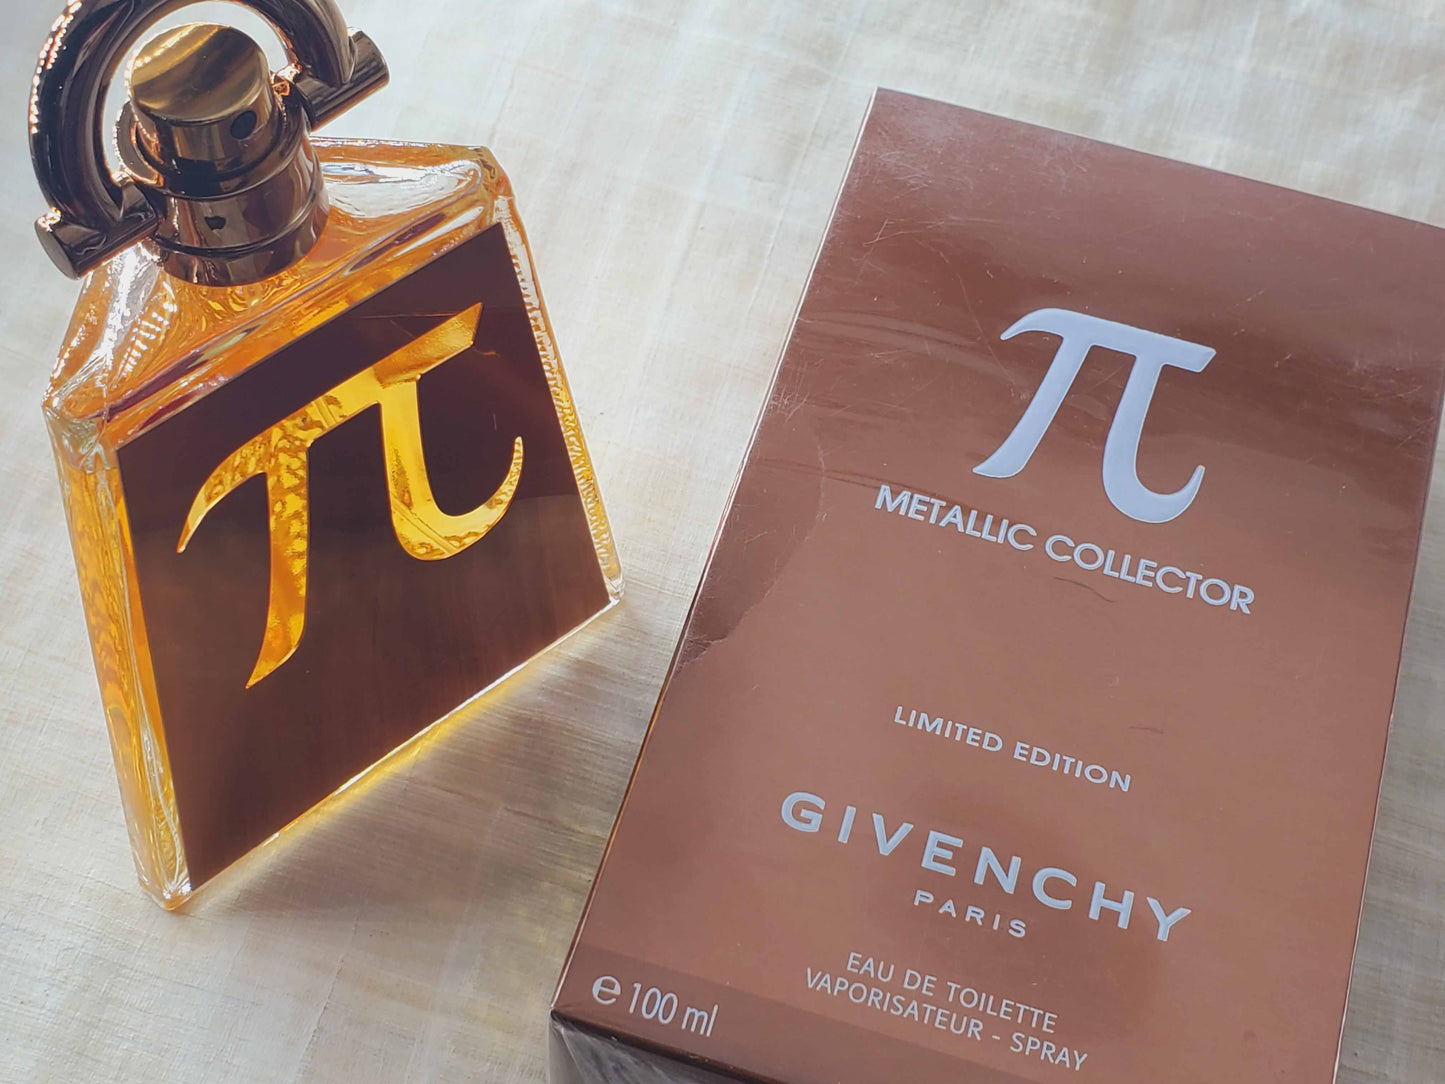 π
π
METALLIC COLLECTOR
LIMITED EDITION
GIVENCHY
PARIS
EAU DE TOILETTE
VAPORISATEUR - SPRAY
℮ 100 ml